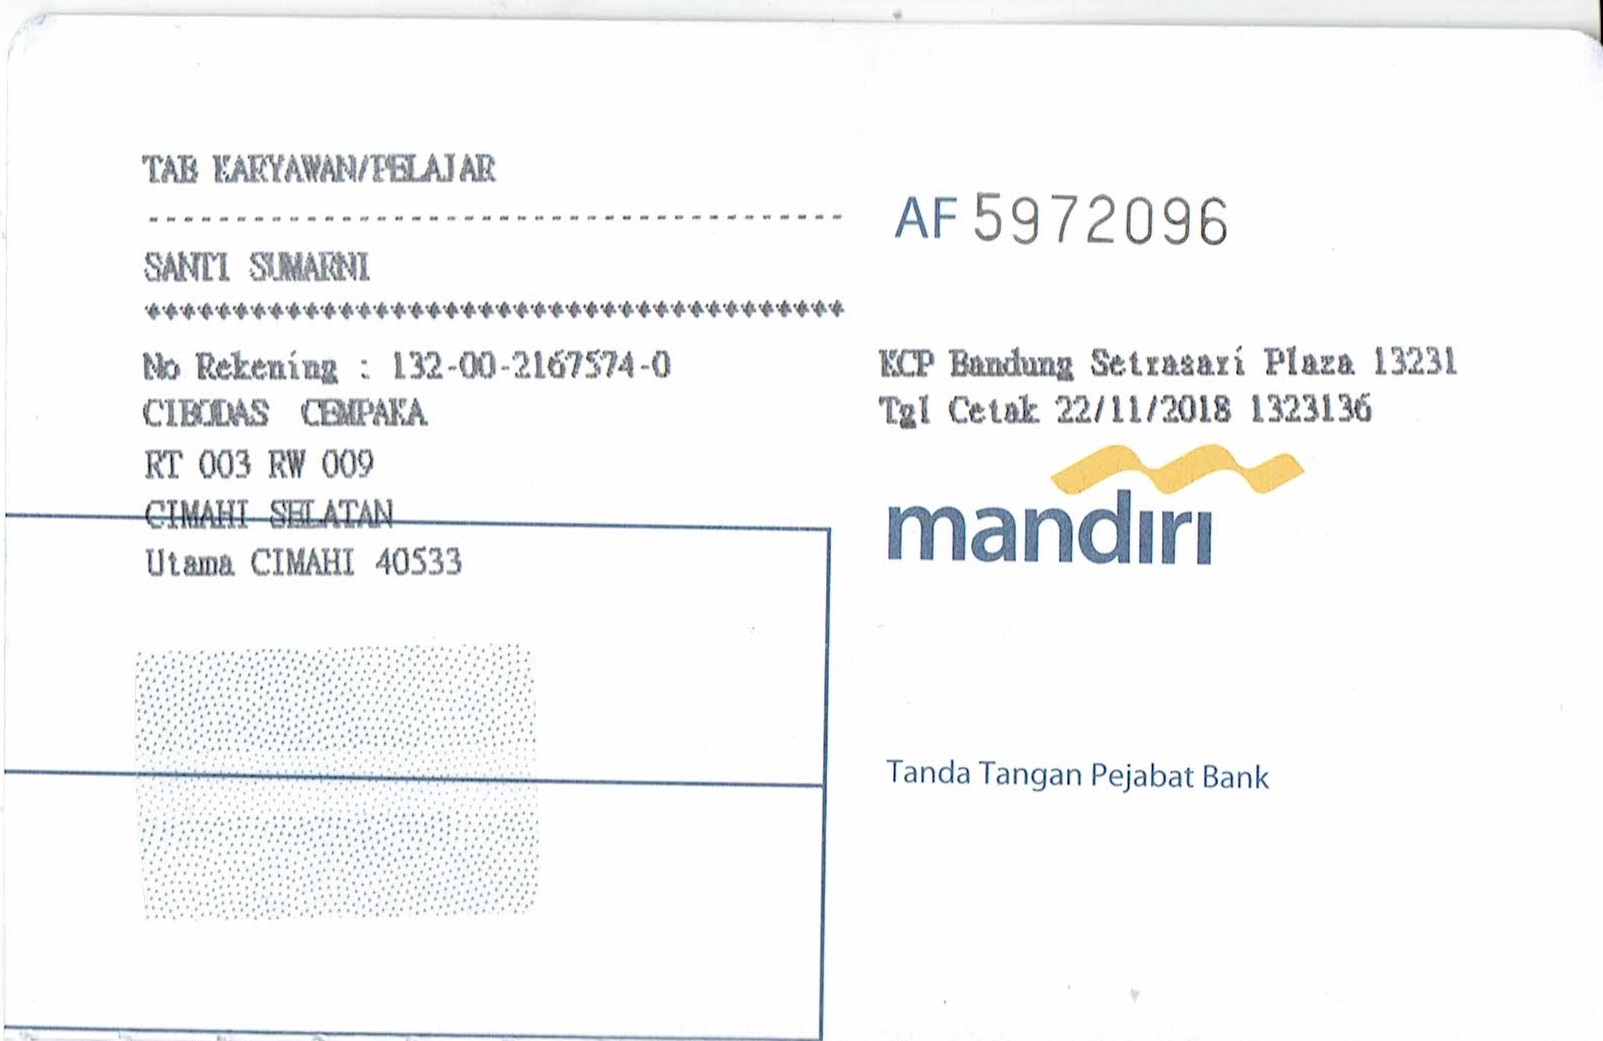 TAB KARYAWAN/PELAJAR
----------------------------------------
SANTI SUMARNI
****************************************
No Rekening : 132-00-2167574-0
CIBODAS CEMPAKA
RT 003 RW 009
CIMAHI SELATAN
Utama CIMAHI 40533
AF 5972096
KCP Bandung Setrasari Plaza 13231
Tgl Cetak 22/11/2018 1323136
mandiri
Tanda Tangan Pejabat Bank